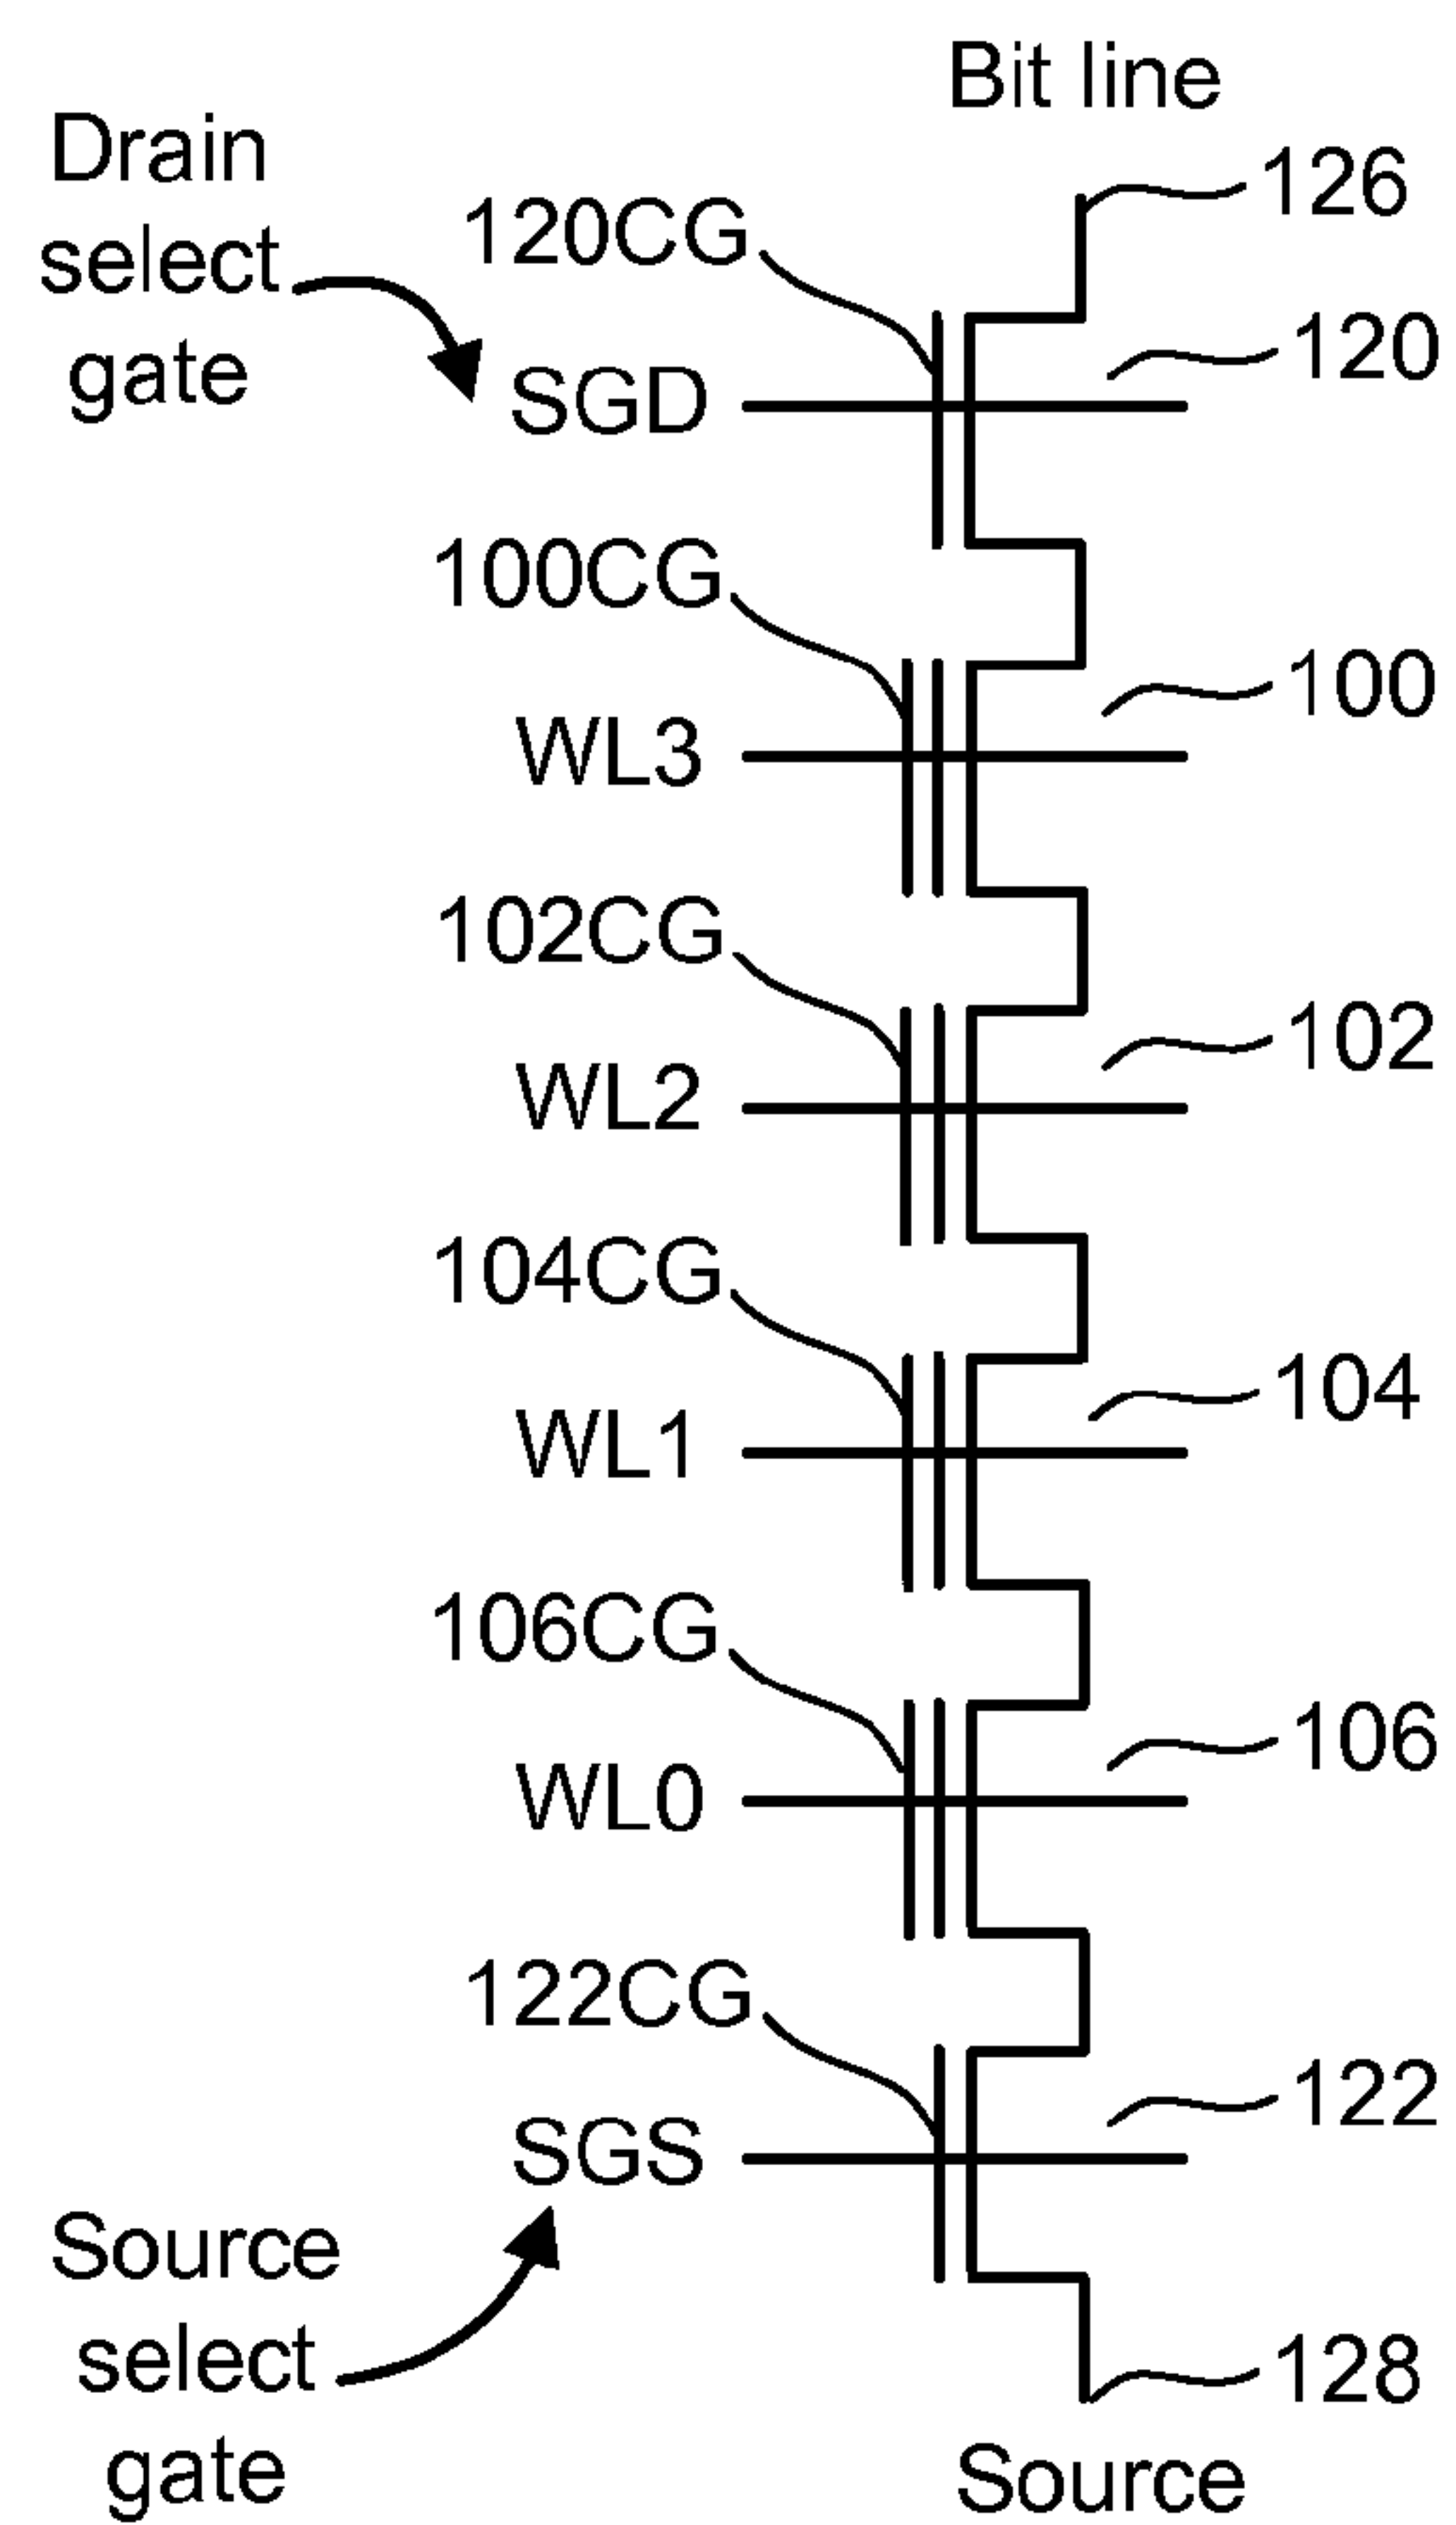 Bit line
126
Drain
select
gate
120CG
120
SGD
100CG
100
WL3
102CG
102
WL2
104CG
104
WL1
106CG
106
WL0
122CG
122
SGS
Source
select
gate
128
Source